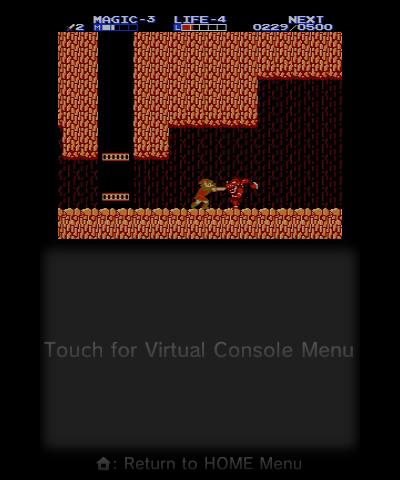 /2 MAGIC-3 LIFE-4 NEXT
M L 0229/0500
Touch for Virtual Console Menu
: Return to HOME Menu